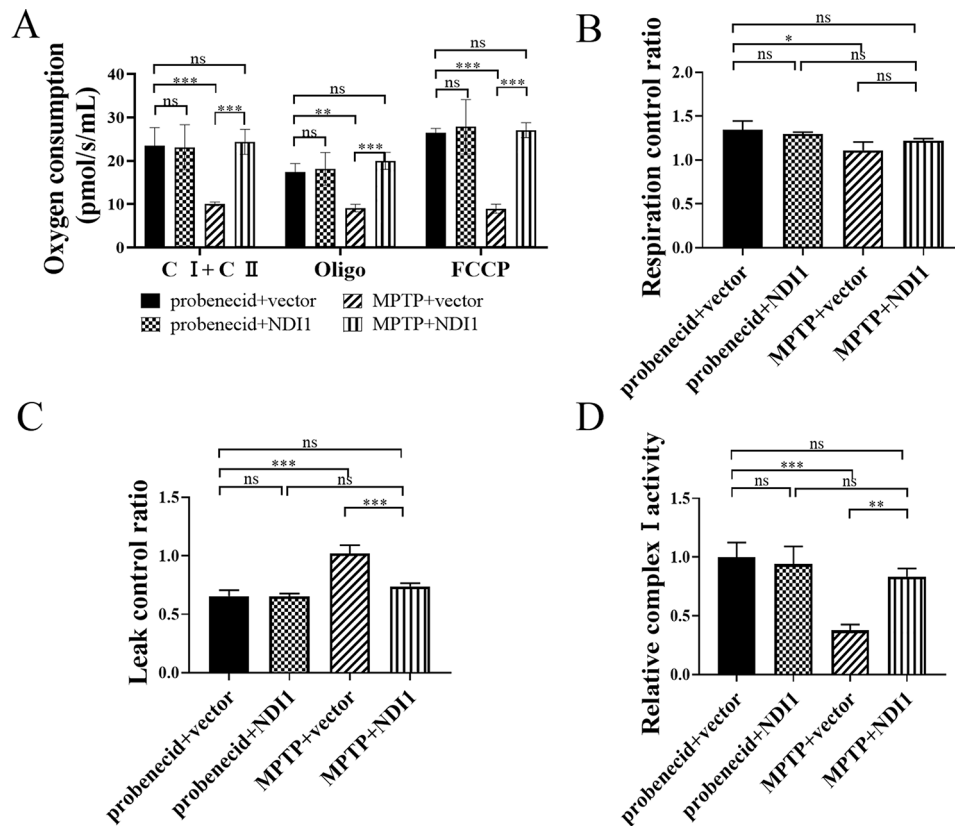 A
Oxygen consumption
(pmol/s/mL)
40
30
20
10
0
ns
***
ns
***
ns
**
ns
***
ns
***
ns
***
C Ⅰ+C Ⅱ
Oligo
FCCP
probenecid+vector
MPTP+vector
probenecid+NDI1
MPTP+NDI1
B
Respiration control ratio
2.0
1.5
1.0
0.5
0.0
ns
*
ns
ns
ns
probenecid+vector
probenecid+NDI1
MPTP+vector
MPTP+NDI1
C
Leak control ratio
1.5
1.0
0.5
0.0
ns
***
ns
ns
***
probenecid+vector
probenecid+NDI1
MPTP+vector
MPTP+NDI1
D
Relative complex Ⅰ activity
1.5
1.0
0.5
0.0
ns
***
ns
ns
**
probenecid+vector
probenecid+NDI1
MPTP+vector
MPTP+NDI1